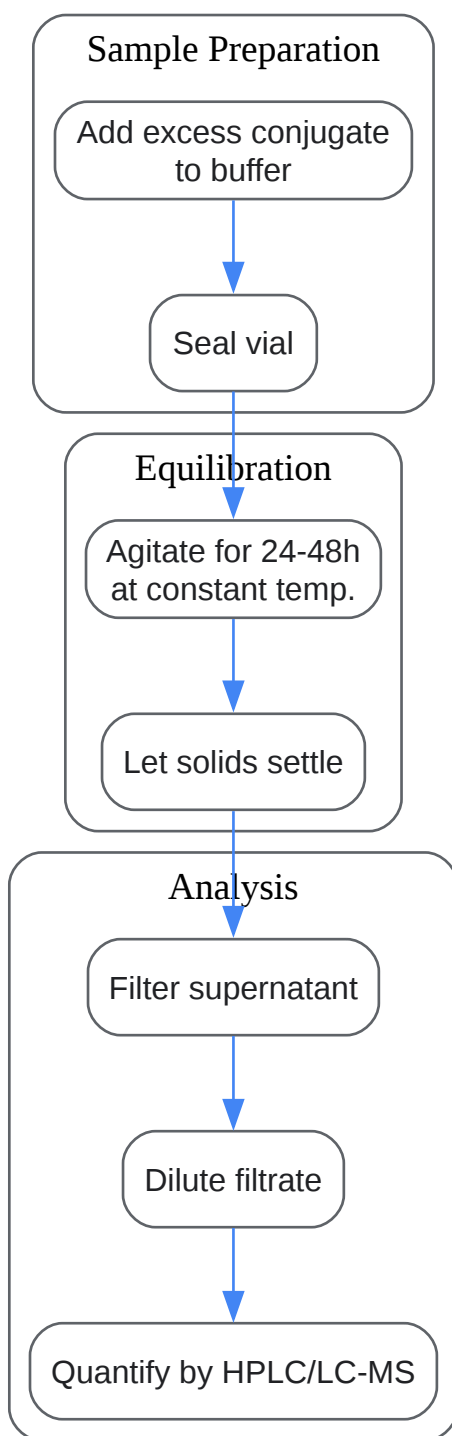 Sample Preparation
Add excess conjugate
to buffer
Seal vial
Equilibration
Agitate for 24-48h
at constant temp.
Let solids settle
Analysis
Filter supernatant
Dilute filtrate
Quantify by HPLC/LC-MS